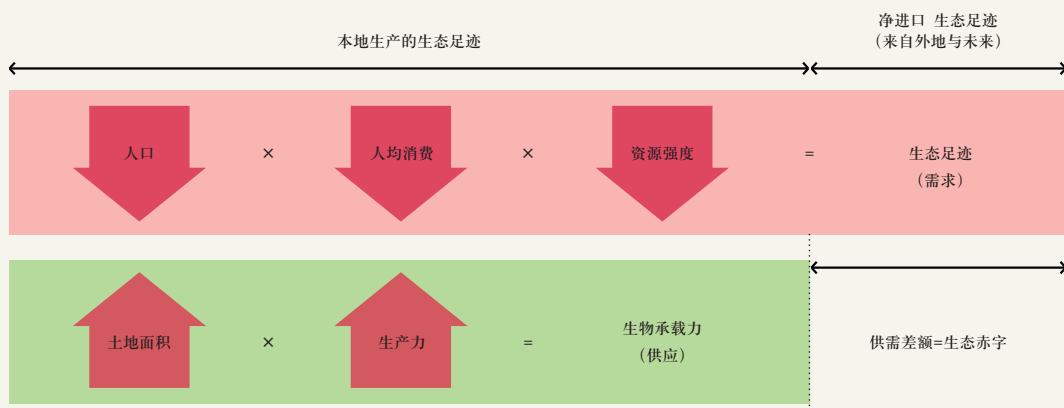 本地生产的生态足迹
净进口 生态足迹
（来自外地与未来）
人口 × 人均消费 × 资源强度 = 生态足迹
（需求）
土地面积 × 生产力 = 生物承载力
（供应）
供需差额=生态赤字